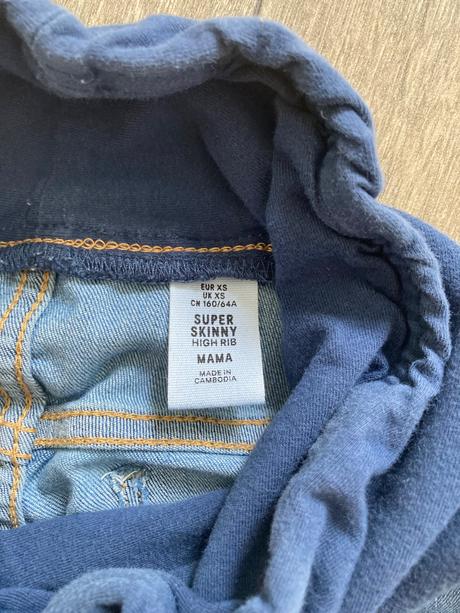 EUR XS
UK XS
CN 160/64A
SUPER
SKINNY
HIGH RIB
MAMA
MADE IN
CAMBODIA